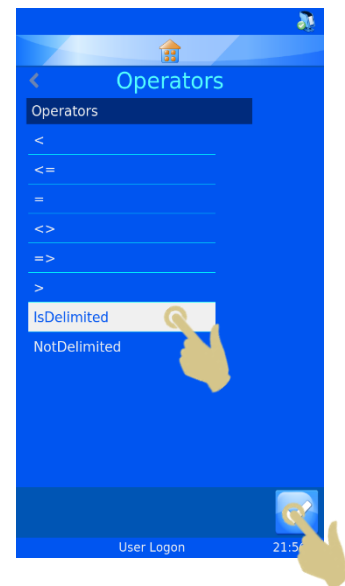 Operators
Operators
<
<=
=
<>
=>
>
IsDelimited
NotDelimited
User Logon